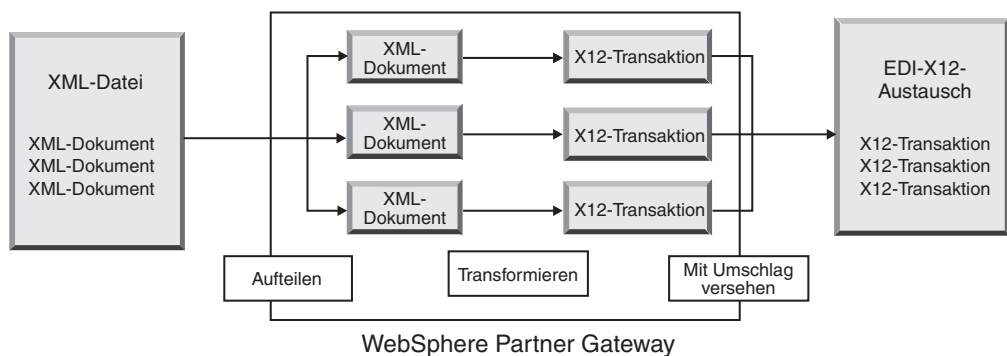 XML-Datei
XML-Dokument
XML-Dokument
XML-Dokument
XML-
Dokument
X12-Transaktion
XML-
Dokument
X12-Transaktion
XML-
Dokument
X12-Transaktion
EDI-X12-
Austausch
X12-Transaktion
X12-Transaktion
X12-Transaktion
Aufteilen
Transformieren
Mit Umschlag
versehen
WebSphere Partner Gateway